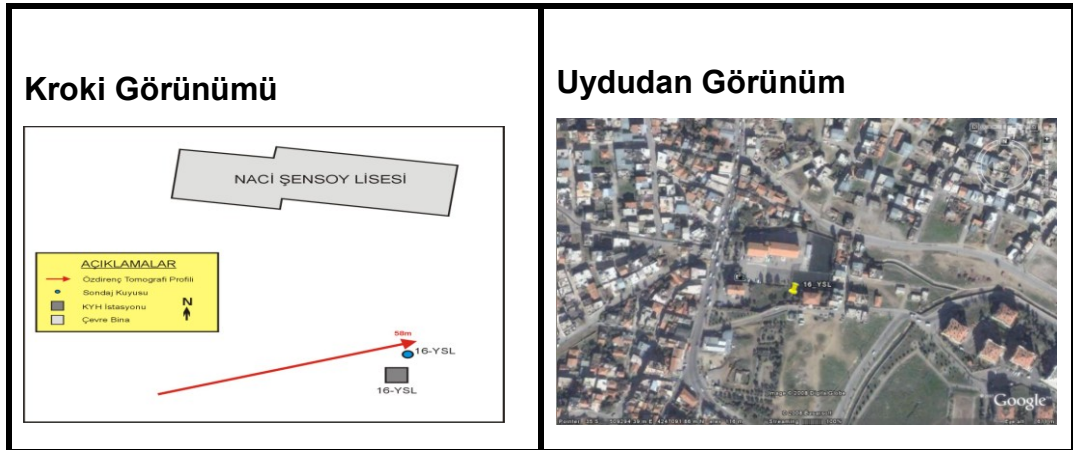 Kroki Görünümü
NACİ ŞENSOY LİSESİ
AÇIKLAMALAR
Özdirenç Tomografi Profili
Sondaj Kuyusu
KYH İstasyonu
Çevre Bina
N
50m
16-YSL
16-YSL
Uydudan Görünüm
16_YSL
Google